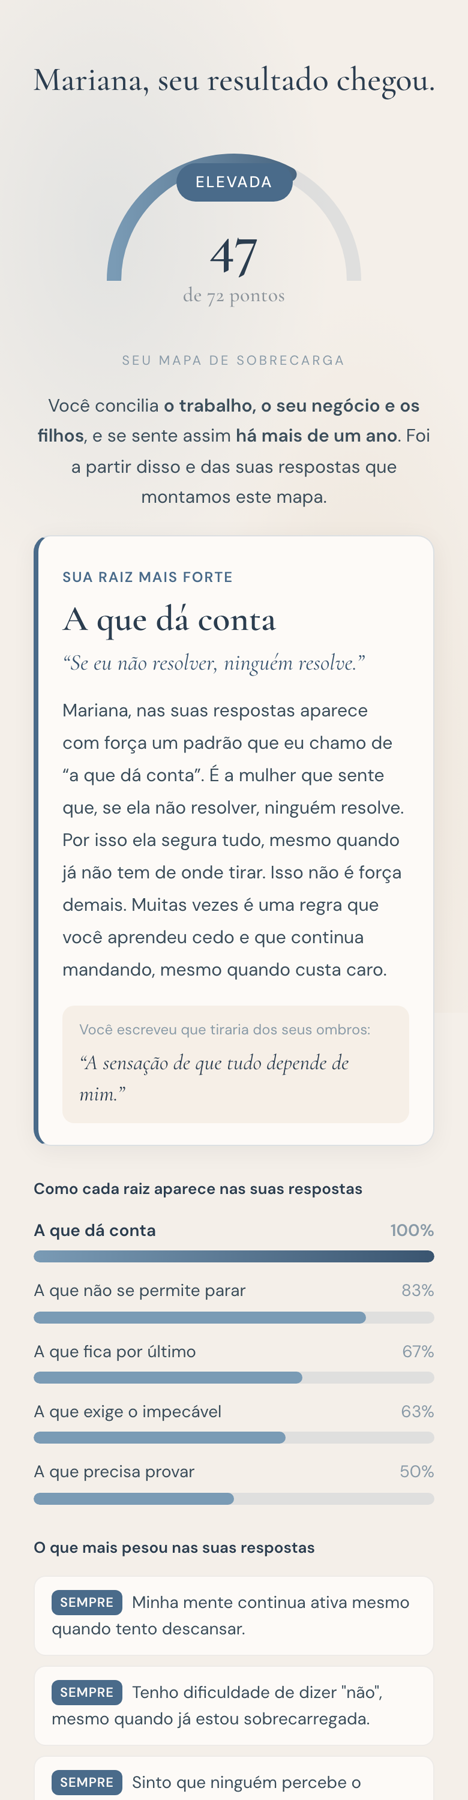 Mariana, seu resultado chegou.
ELEVADA
47
de 72 pontos
SEU MAPA DE SOBRECARGA
Você concilia o trabalho, o seu negócio e os
filhos, e se sente assim há mais de um ano. Foi
a partir disso e das suas respostas que
montamos este mapa.
SUA RAIZ MAIS FORTE
A que dá conta
“Se eu não resolver, ninguém resolve.”
Mariana, nas suas respostas aparece
com força um padrão que eu chamo de
“a que dá conta”. É a mulher que sente
que, se ela não resolver, ninguém resolve.
Por isso ela segura tudo, mesmo quando
já não tem de onde tirar. Isso não é força
demais. Muitas vezes é uma regra que
você aprendeu cedo e que continua
mandando, mesmo quando custa caro.
Você escreveu que tiraria dos seus ombros:
“A sensação de que tudo depende de
mim.”
Como cada raiz aparece nas suas respostas
A que dá conta 100%
A que não se permite parar 83%
A que fica por último 67%
A que exige o impecável 63%
A que precisa provar 50%
O que mais pesou nas suas respostas
SEMPRE Minha mente continua ativa mesmo
quando tento descansar.
SEMPRE Tenho dificuldade de dizer "não",
mesmo quando já estou sobrecarregada.
SEMPRE Sinto que ninguém percebe o